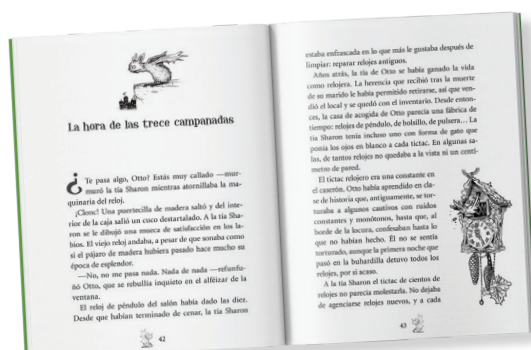 La hora de las trece campanadas
¿Te pasa algo, Otto? Estás muy callado —mur-
muró la tía Sharon mientras atornillaba la ma-
quinaria del reloj.
¡Clonc! Una puertecilla de madera saltó y del inte-
rior de la caja salió un cuco destartalado. A la tía Sha-
ron se le dibujó una mueca de satisfacción en los la-
bios. El viejo reloj andaba, a pesar de que sonaba como
si el pájaro de madera hubiera pasado hace mucho su
época de esplendor.
—No, no me pasa nada. Nada de nada —refunfu-
ñó Otto, que se rebullía inquieto en el alféizar de la
ventana.
El reloj de péndulo del salón había dado las diez.
Desde que habían terminado de cenar, la tía Sharon
42
estaba enfrascada en lo que más le gustaba después de
limpiar: reparar relojes antiguos.
Años atrás, la tía de Otto se había ganado la vida
como relojera. La herencia que recibió tras la muerte
de su marido le había permitido retirarse, así que ven-
dió el local y se quedó con el inventario. Desde enton-
ces, la casa de acogida de Otto parecía una fábrica de
tiempo: relojes de péndulo, de bolsillo, de pulsera... La
tía Sharon tenía incluso uno con forma de gato que
ponía los ojos en blanco a cada tictac. En algunas sa-
las, de tantos relojes no quedaba a la vista ni un centí-
metro de pared.
El tictac relojero era una constante en
el caserón. Otto había aprendido en cla-
se de historia que, antiguamente, se tor-
turaba a algunos cautivos con ruidos
constantes y monótonos, hasta que, al
borde de la locura, confesaban hasta lo
que no habían hecho. Él no se sentía
torturado, aunque la primera noche que
pasó en la buhardilla detuvo todos los
relojes, por si acaso.
A la tía Sharon el tictac de cientos de
relojes no parecía molestarla. No dejaba
de agenciarse relojes nuevos, y a cada
43